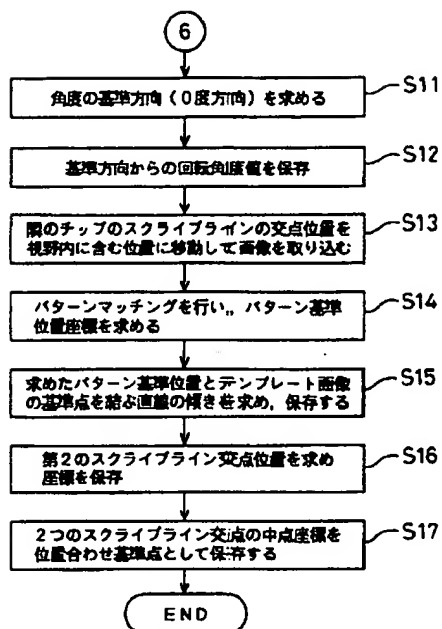 6
角度の基準方向（0度方向）を求める
S11
基準方向からの回転角度値を保存
S12
隣のチップのスクライブラインの交点位置を
視野内に含む位置に移動して画像を取り込む
S13
パターンマッチングを行い，パターン基準
位置座標を求める
S14
求めたパターン基準位置とテンプレート画像
の基準点を結ぶ直線の傾きを求め，保存する
S15
第2のスクライブライン交点位置を求め
座標を保存
S16
2つのスクライブライン交点の中点座標を
位置合わせ基準点として保存する
S17
END